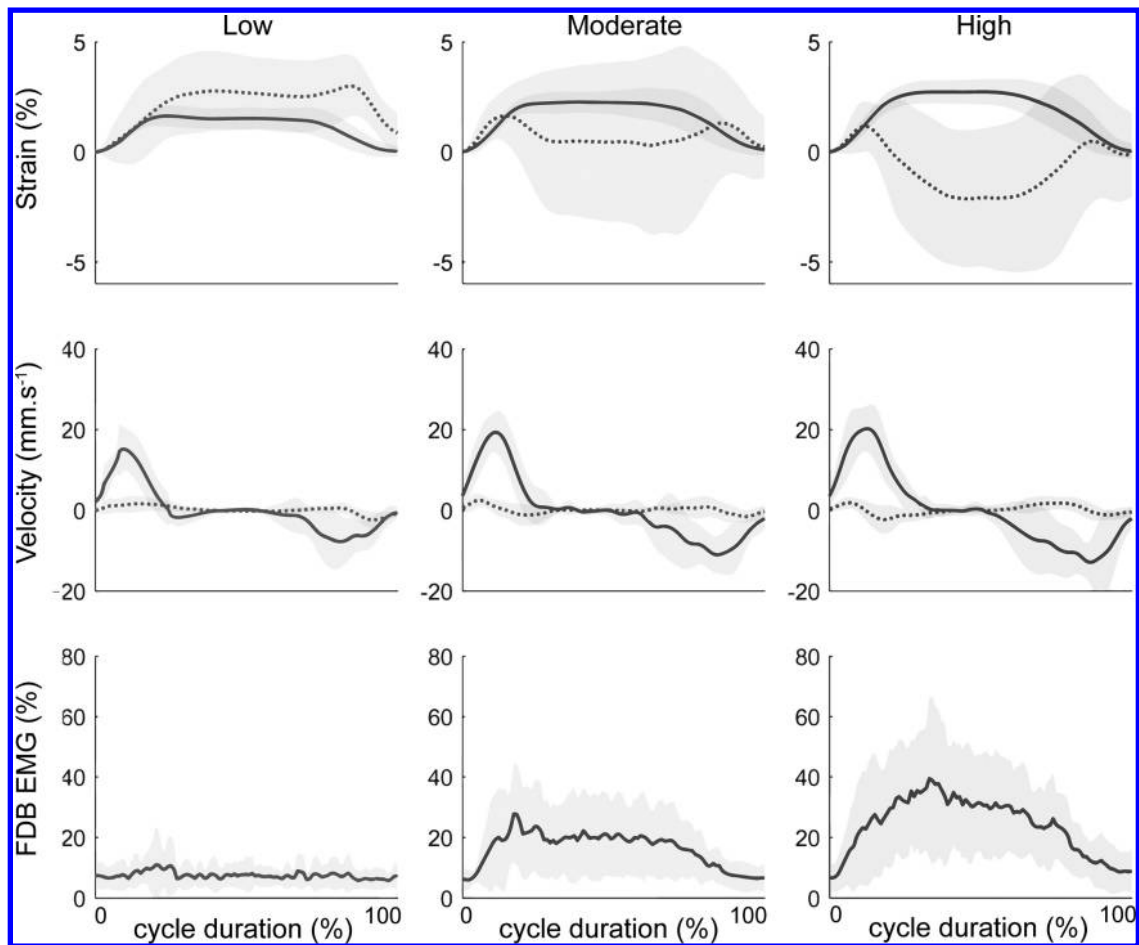 Low Moderate High
Strain (%)
5 5 5
0 0 0
-5 -5 -5
Velocity (mm.s⁻¹)
40 40 40
20 20 20
0 0 0
-20 -20 -20
FDB EMG (%)
80 80 80
60 60 60
40 40 40
20 20 20
0 0 0
0 100 0 100 0 100
cycle duration (%) cycle duration (%) cycle duration (%)